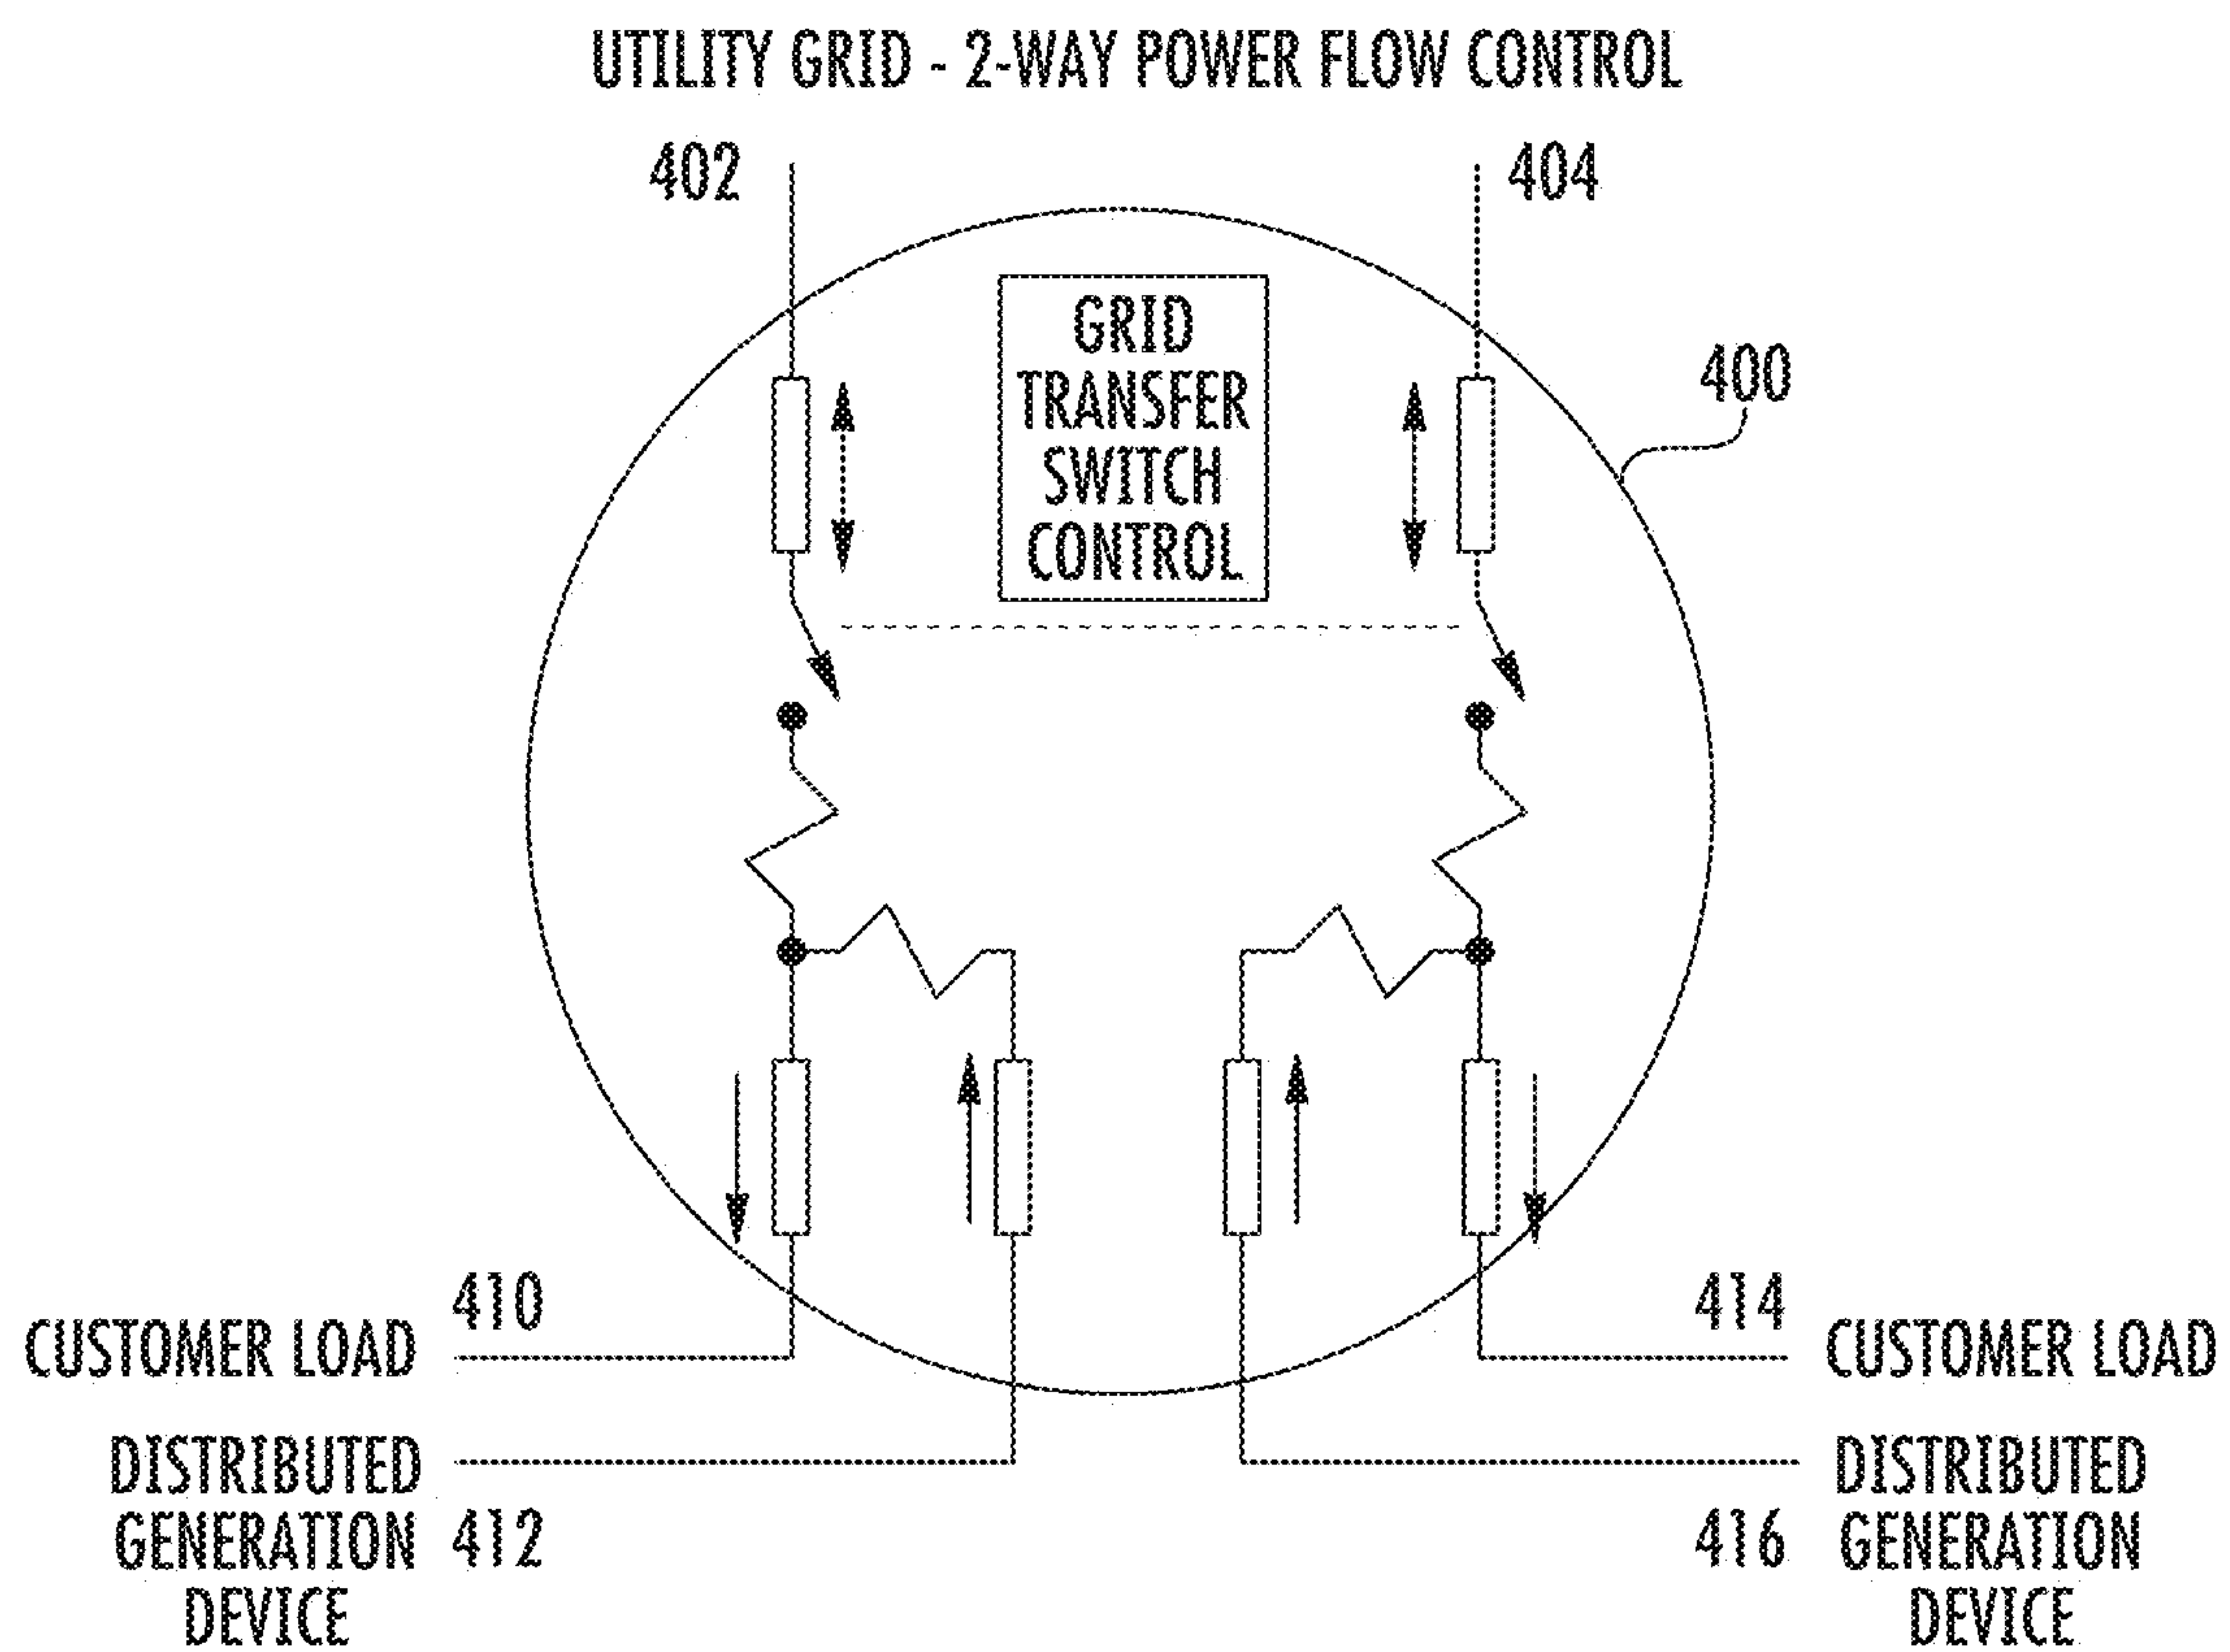 UTILITY GRID - 2-WAY POWER FLOW CONTROL
402
404
GRID
TRANSFER
SWITCH
CONTROL
400
410
CUSTOMER LOAD
414
CUSTOMER LOAD
DISTRIBUTED
GENERATION
DEVICE
412
416
DISTRIBUTED
GENERATION
DEVICE